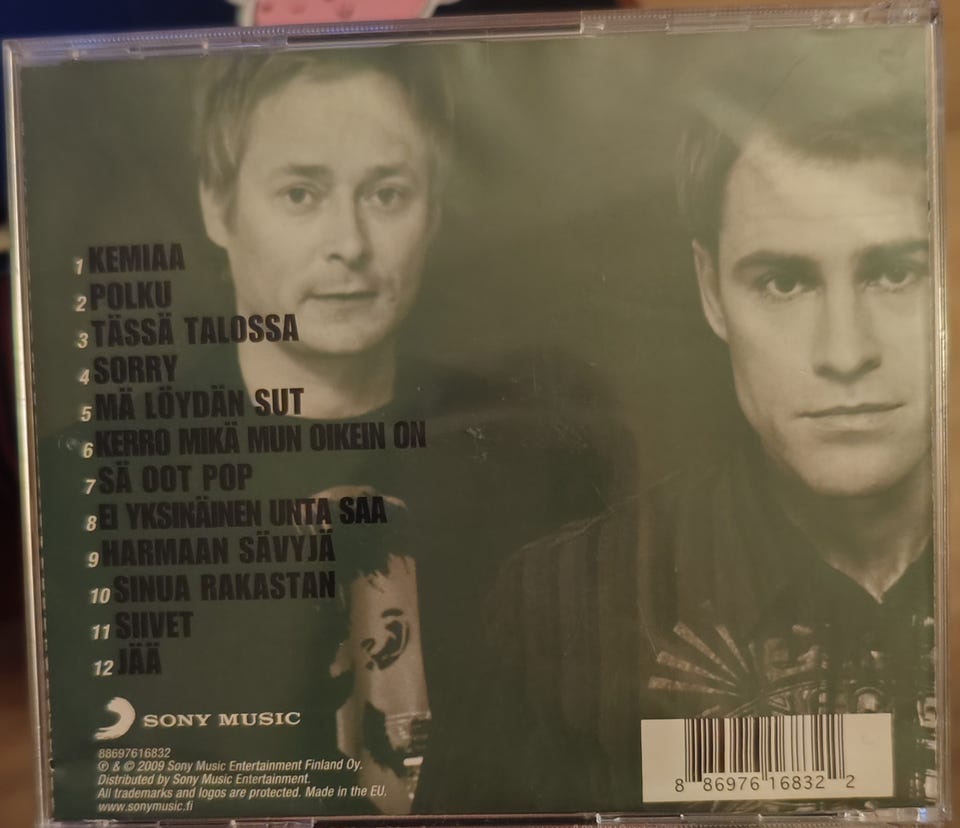 1 KEMIAA
2 POLKU
3 TÄSSÄ TALOSSA
4 SORRY
5 MÄ LÖYDÄN SUT
6 KERRO MIKÄ MUN OIKEIN ON
7 SÄ OOT POP
8 EI YKSINÄINEN UNTA SAA
9 HARMAAN SÄVYJÄ
10 SINUA RAKASTAN
11 SIIVET
12 JÄÄ
SONY MUSIC
88697616832
℗ & © 2009 Sony Music Entertainment Finland Oy.
Distributed by Sony Music Entertainment.
All trademarks and logos are protected. Made in the EU.
www.sonymusic.fi
8 86976 16832 2